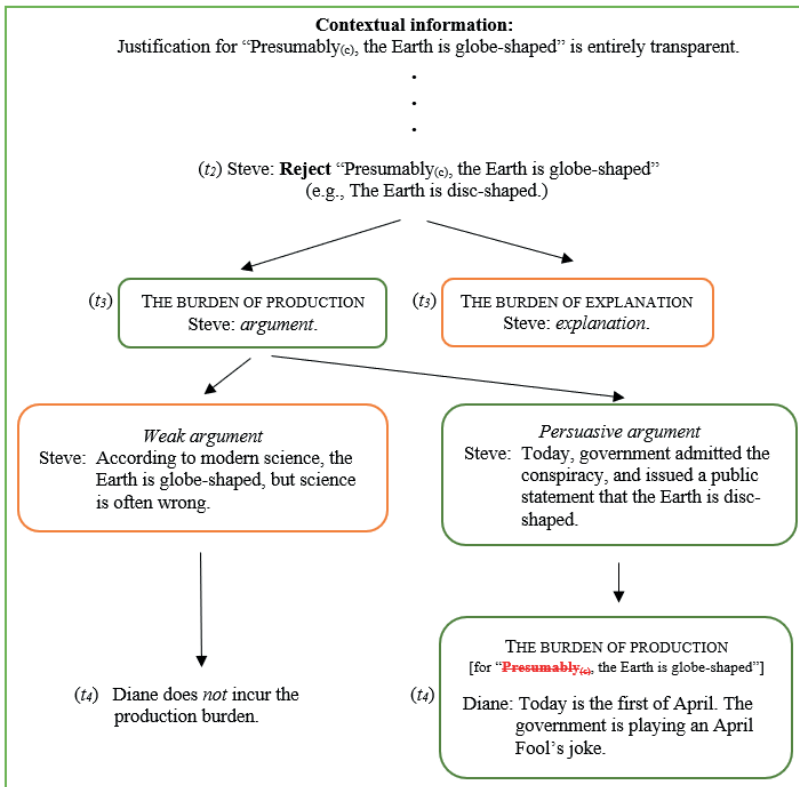 Contextual information:
Justification for “Presumably(c), the Earth is globe-shaped” is entirely transparent.
(t2) Steve: Reject “Presumably(c), the Earth is globe-shaped”
(e.g., The Earth is disc-shaped.)
(t3) THE BURDEN OF PRODUCTION
Steve: argument.
(t3) THE BURDEN OF EXPLANATION
Steve: explanation.
Weak argument
Steve: According to modern science, the
Earth is globe-shaped, but science
is often wrong.
Persuasive argument
Steve: Today, government admitted the
conspiracy, and issued a public
statement that the Earth is disc-
shaped.
(t4) Diane does not incur the
production burden.
(t4)
THE BURDEN OF PRODUCTION
[for “Presumably(c), the Earth is globe-shaped”]
Diane: Today is the first of April. The
government is playing an April
Fool’s joke.